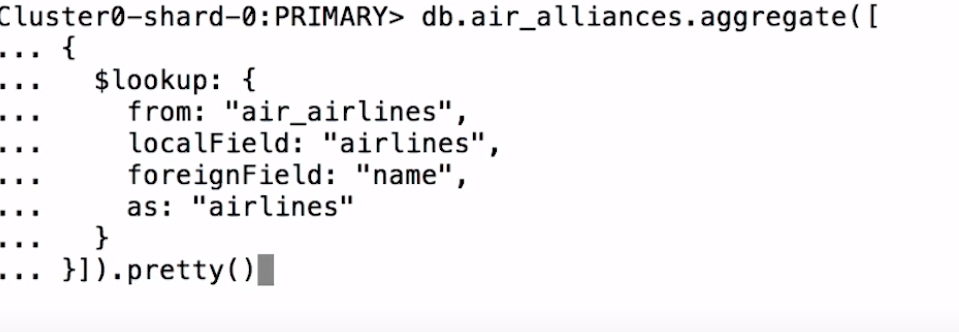 Cluster0-shard-0:PRIMARY> db.air_alliances.aggregate([
... {
...   $lookup: {
...     from: "air_airlines",
...     localField: "airlines",
...     foreignField: "name",
...     as: "airlines"
...   }
... }]).pretty()